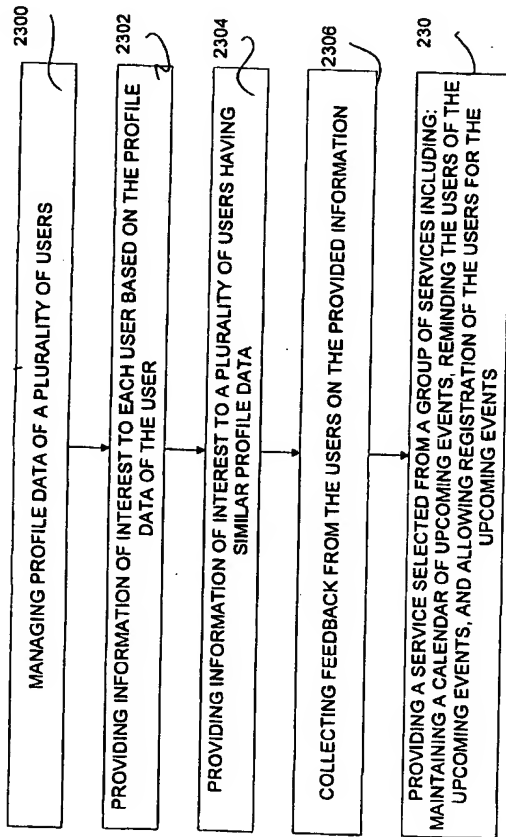 2300
MANAGING PROFILE DATA OF A PLURALITY OF USERS
2302
PROVIDING INFORMATION OF INTEREST TO EACH USER BASED ON THE PROFILE
DATA OF THE USER
2304
PROVIDING INFORMATION OF INTEREST TO A PLURALITY OF USERS HAVING
SIMILAR PROFILE DATA
2306
COLLECTING FEEDBACK FROM THE USERS ON THE PROVIDED INFORMATION
230
PROVIDING A SERVICE SELECTED FROM A GROUP OF SERVICES INCLUDING:
MAINTAINING A CALENDAR OF UPCOMING EVENTS, REMINDING THE USERS OF THE
UPCOMING EVENTS, AND ALLOWING REGISTRATION OF THE USERS FOR THE
UPCOMING EVENTS